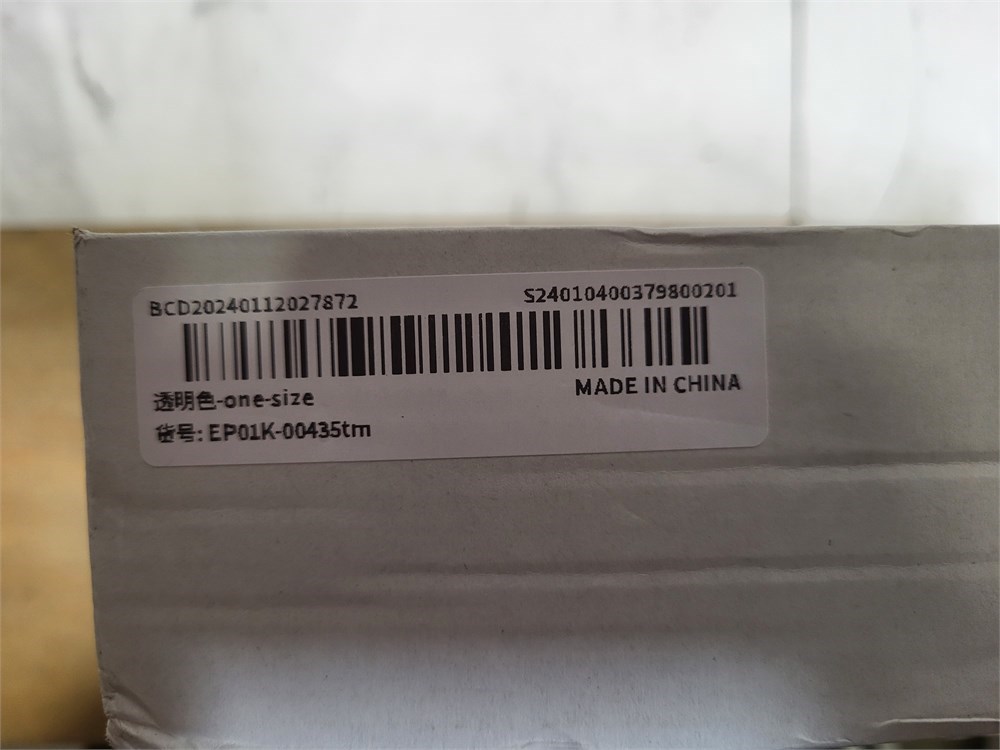 BCD20240112027872 S24010400379800201
透明色-one-size
MADE IN CHINA
货号: EP01K-00435tm